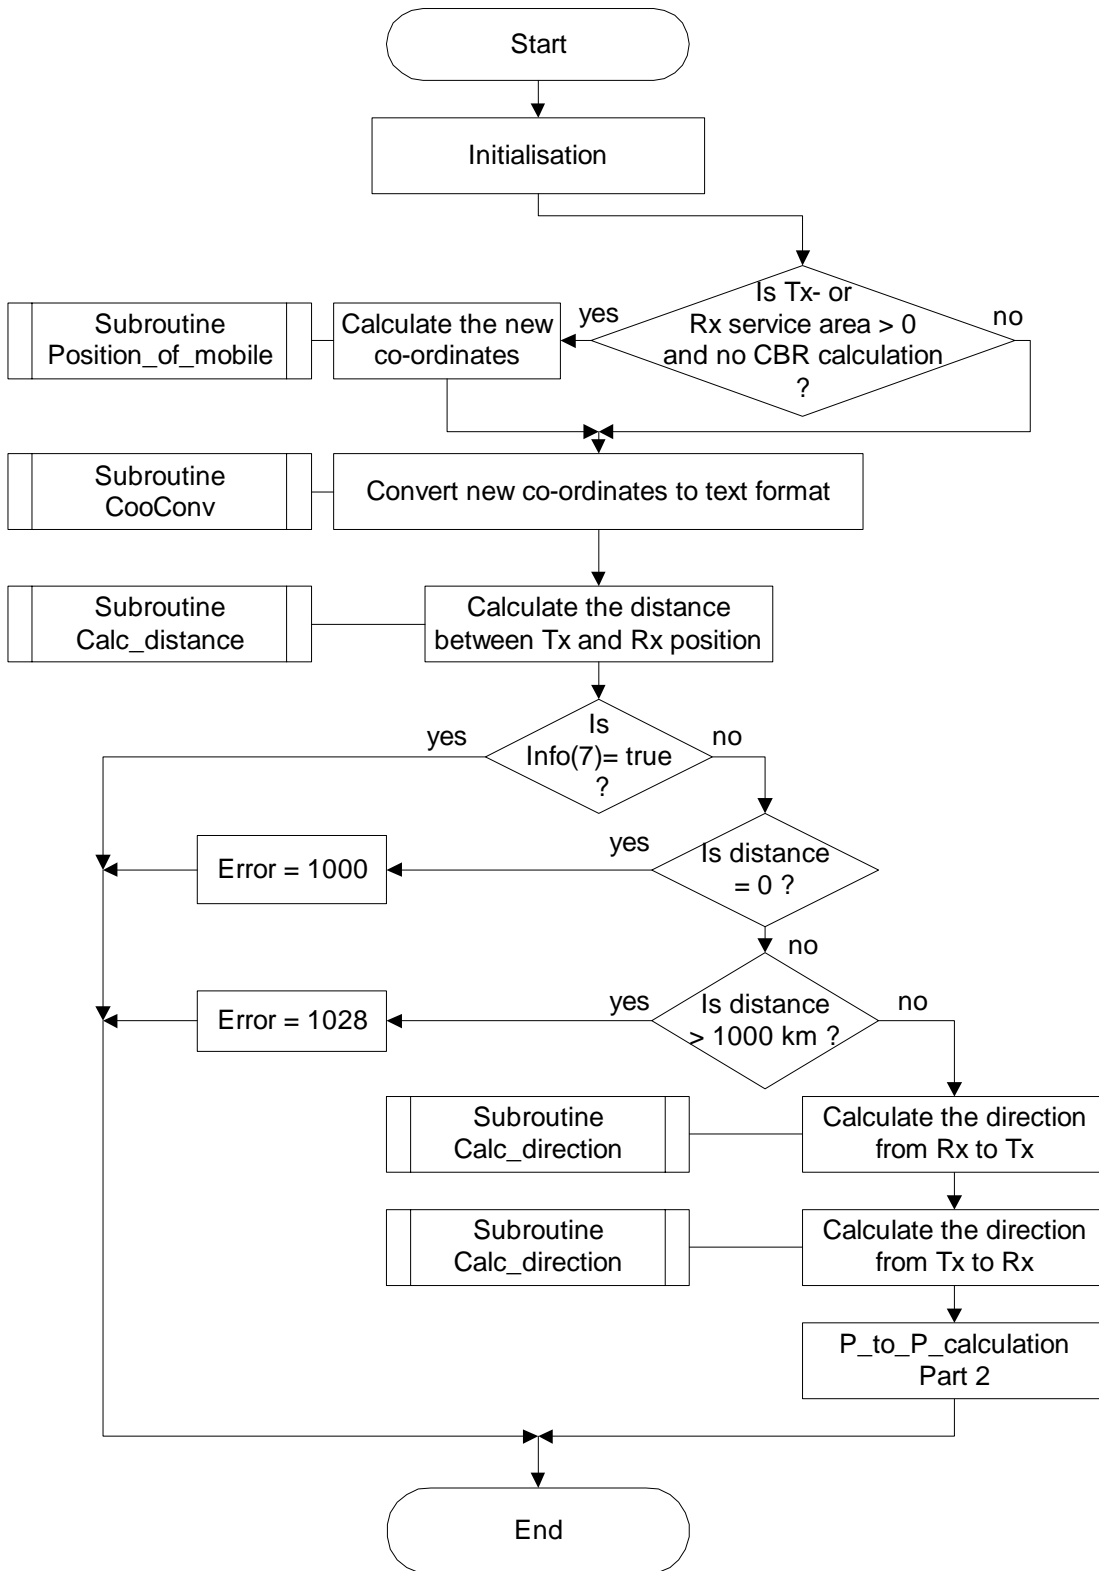 Start
Initialisation
Is Tx- or
Rx service area > 0
and no CBR calculation
?
yes
no
Subroutine
Position_of_mobile
Calculate the new
co-ordinates
Subroutine
CooConv
Convert new co-ordinates to text format
Subroutine
Calc_distance
Calculate the distance
between Tx and Rx position
Is
Info(7)= true
?
yes
no
Error = 1000
yes
Is distance
= 0 ?
no
Error = 1028
yes
Is distance
> 1000 km ?
no
Subroutine
Calc_direction
Calculate the direction
from Rx to Tx
Subroutine
Calc_direction
Calculate the direction
from Tx to Rx
P_to_P_calculation
Part 2
End